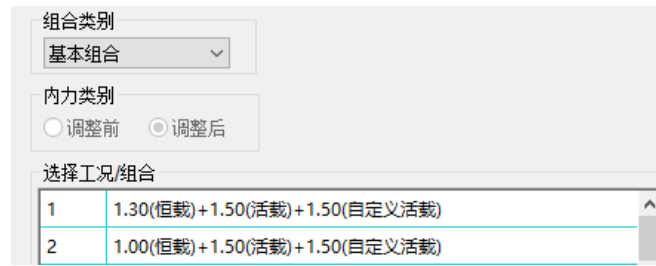 组合类别
基本组合
内力类别
调整前 调整后
选择工况/组合
1 1.30(恒载)+1.50(活载)+1.50(自定义活载)
2 1.00(恒载)+1.50(活载)+1.50(自定义活载)